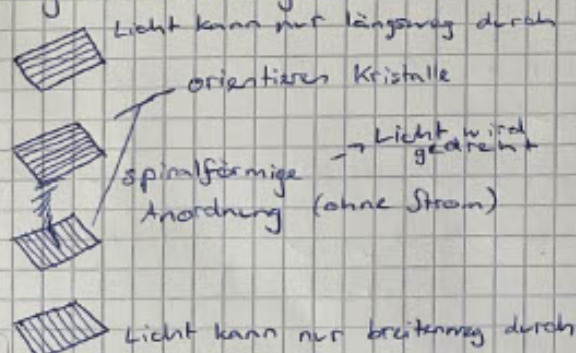 Licht kann nur längsweg durch
orientieren Kristalle
→ Licht wird
gedreht
spiralförmige
Anordnung (ohne Strom)
Licht kann nur breitenweg durch